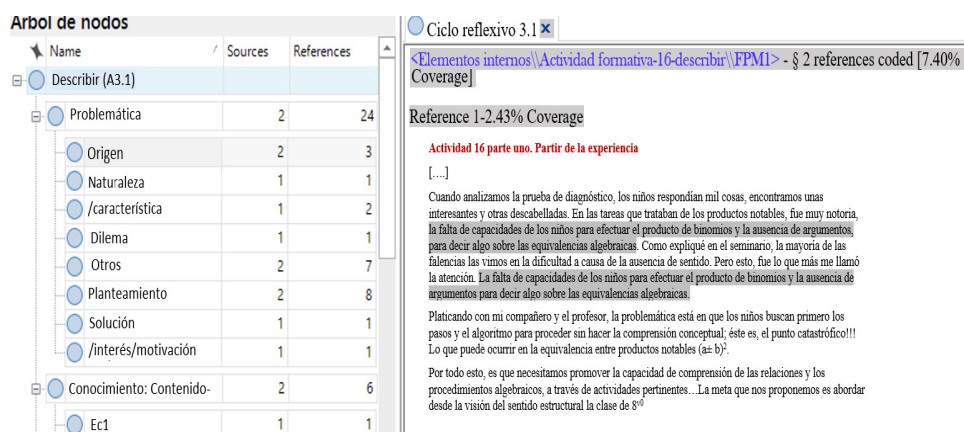 Arbol de nodos
Name Sources References
Describir (A3.1)
Problemática 2 24
Origen 2 3
Naturaleza 1 1
/característica 1 2
Dilema 1 1
Otros 2 7
Planteamiento 2 8
Solución 1 1
/interés/motivación 1 1
Conocimiento: Contenido- 2 6
Ec1 1 1
Ciclo reflexivo 3.1 x
<Elementos internos\\Actividad formativa-16-describir\\FPM1> - § 2 references coded [7.40%
Coverage]
Reference 1-2.43% Coverage
Actividad 16 parte uno. Partir de la experiencia
[….]
Cuando analizamos la prueba de diagnóstico, los niños respondían mil cosas, encontramos unas
interesantes y otras descabelladas. En las tareas que trataban de los productos notables, fue muy notoria,
la falta de capacidades de los niños para efectuar el producto de binomios y la ausencia de argumentos,
para decir algo sobre las equivalencias algebraicas. Como expliqué en el seminario, la mayoría de las
falencias las vimos en la dificultad a causa de la ausencia de sentido. Pero esto, fue lo que más me llamó
la atención. La falta de capacidades de los niños para efectuar el producto de binomios y la ausencia de
argumentos para decir algo sobre las equivalencias algebraicas.
Platicando con mi compañero y el profesor, la problemática está en que los niños buscan primero los
pasos y el algoritmo para proceder sin hacer la comprensión conceptual; éste es, el punto catastrófico!!!
Lo que puede ocurrir en la equivalencia entre productos notables (a± b)².
Por todo esto, es que necesitamos promover la capacidad de comprensión de las relaciones y los
procedimientos algebraicos, a través de actividades pertinentes…La meta que nos proponemos es abordar
desde la visión del sentido estructural la clase de 8v0